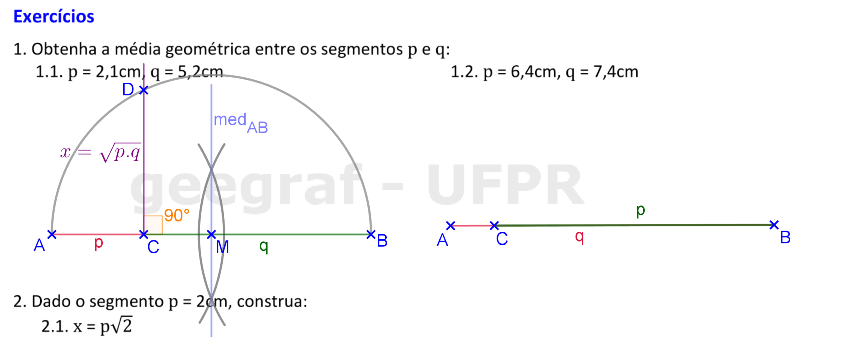 Exercícios
1. Obtenha a média geométrica entre os segmentos p e q:
1.1. p = 2,1cm, q = 5,2cm
1.2. p = 6,4cm, q = 7,4cm
D
med AB
x = √p.q
geegraf - UFPR
90°
A p C M q B
p
A C q B
2. Dado o segmento p = 2cm, construa:
2.1. x = p√2